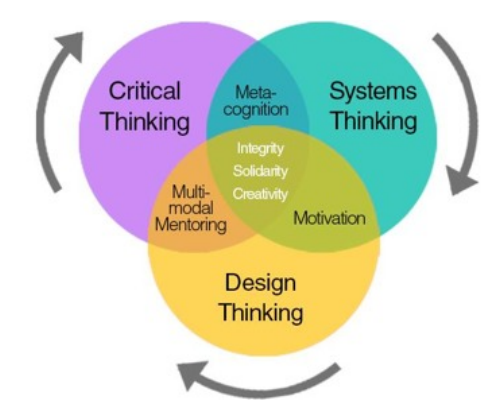 Critical
Thinking
Meta-
cognition
Systems
Thinking
Integrity
Solidarity
Creativity
Multi-
modal
Mentoring
Motivation
Design
Thinking